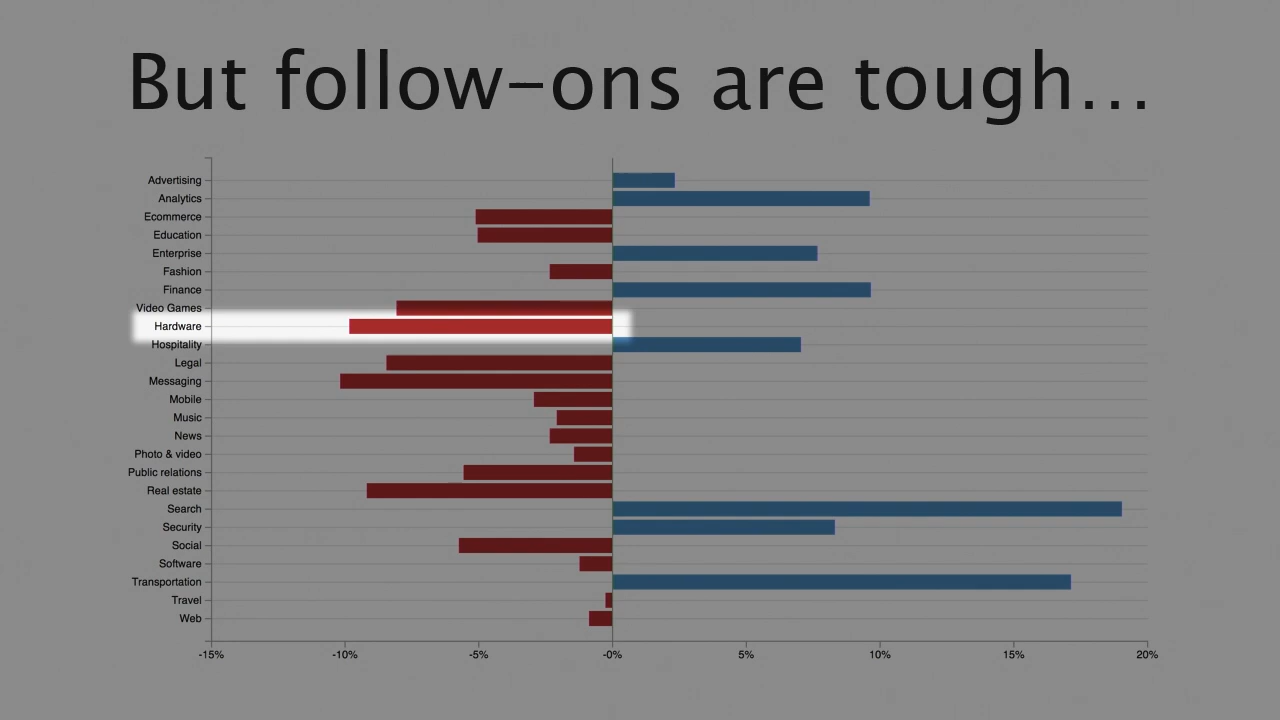 But follow-ons are tough...
Advertising
Analytics
Ecommerce
Education
Enterprise
Fashion
Finance
Video Games
Hardware
Hospitality
Legal
Messaging
Mobile
Music
News
Photo & video
Public relations
Real estate
Search
Security
Social
Software
Transportation
Travel
Web
-15% -10% -5% -0% 5% 10% 15% 20%